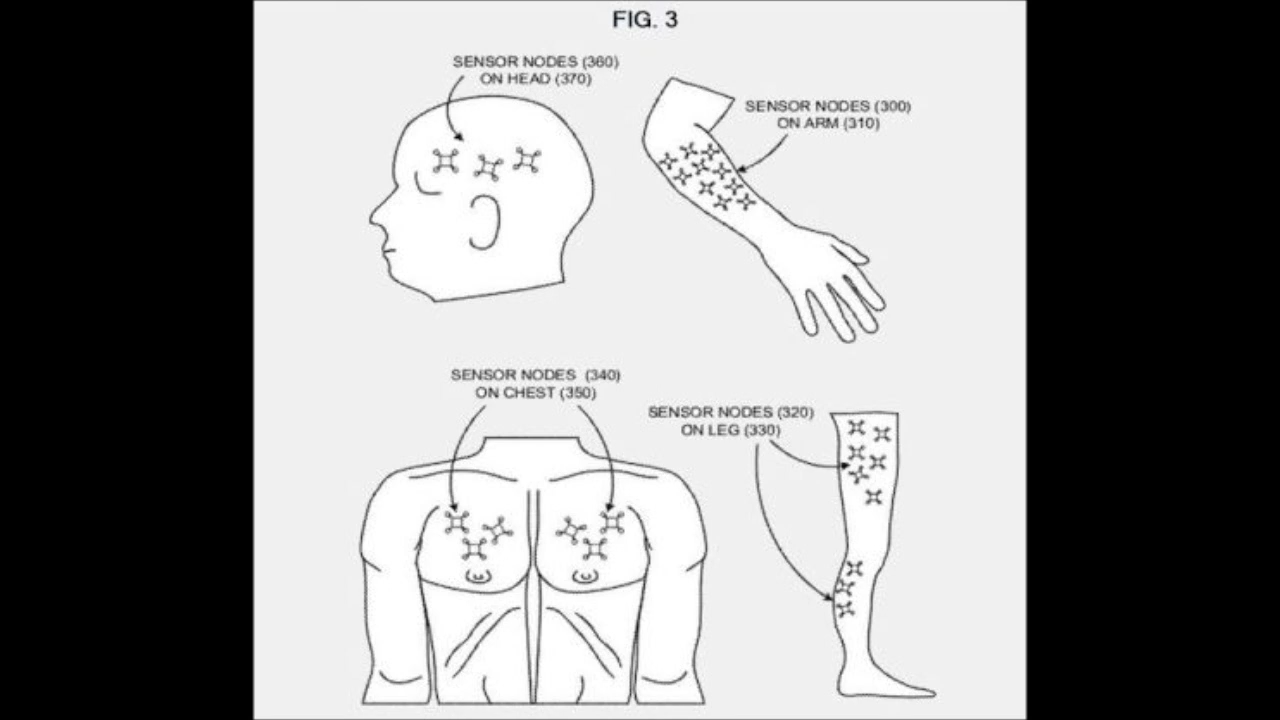 FIG. 3
SENSOR NODES (360)
ON HEAD (370)
SENSOR NODES (300)
ON ARM (310)
SENSOR NODES (340)
ON CHEST (350)
SENSOR NODES (320)
ON LEG (330)